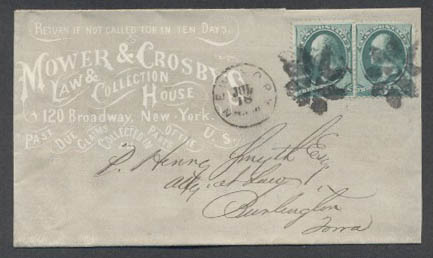 RETURN IF NOT CALLED FOR IN TEN DAYS.
MOWER & CROSBY'S
LAW & COLLECTION
HOUSE
120 BROADWAY, NEW-YORK.
PAST DUE CLAIMS COLLECTED IN ALL PARTS OF THE U.S.
NEW YORK
JUL
18
P. Henry Smyth Esq
Atty at Law
Burlington
Iowa